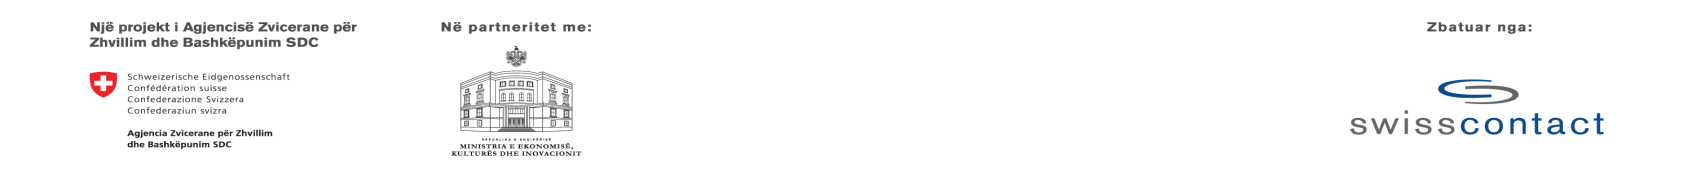 Një projekt i Agjencisë Zvicerane për
Zhvillim dhe Bashkëpunim SDC
Schweizerische Eidgenossenschaft
Confédération suisse
Confederazione Svizzera
Confederaziun svizra
Agjencia Zvicerane për Zhvillim
dhe Bashkëpunim SDC
Në partneritet me:
REPUBLIKA E SHQIPËRISË
MINISTRIA E EKONOMISË,
KULTURËS DHE INOVACIONIT
Zbatuar nga:
swisscontact